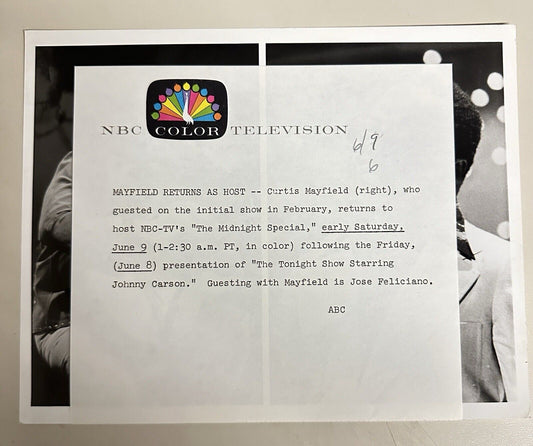 NBC COLOR TELEVISION
6/9
6
MAYFIELD RETURNS AS HOST -- Curtis Mayfield (right), who
guested on the initial show in February, returns to
host NBC-TV's "The Midnight Special," early Saturday,
June 9 (1-2:30 a.m. PT, in color) following the Friday,
(June 8) presentation of "The Tonight Show Starring
Johnny Carson." Guesting with Mayfield is Jose Feliciano.
ABC